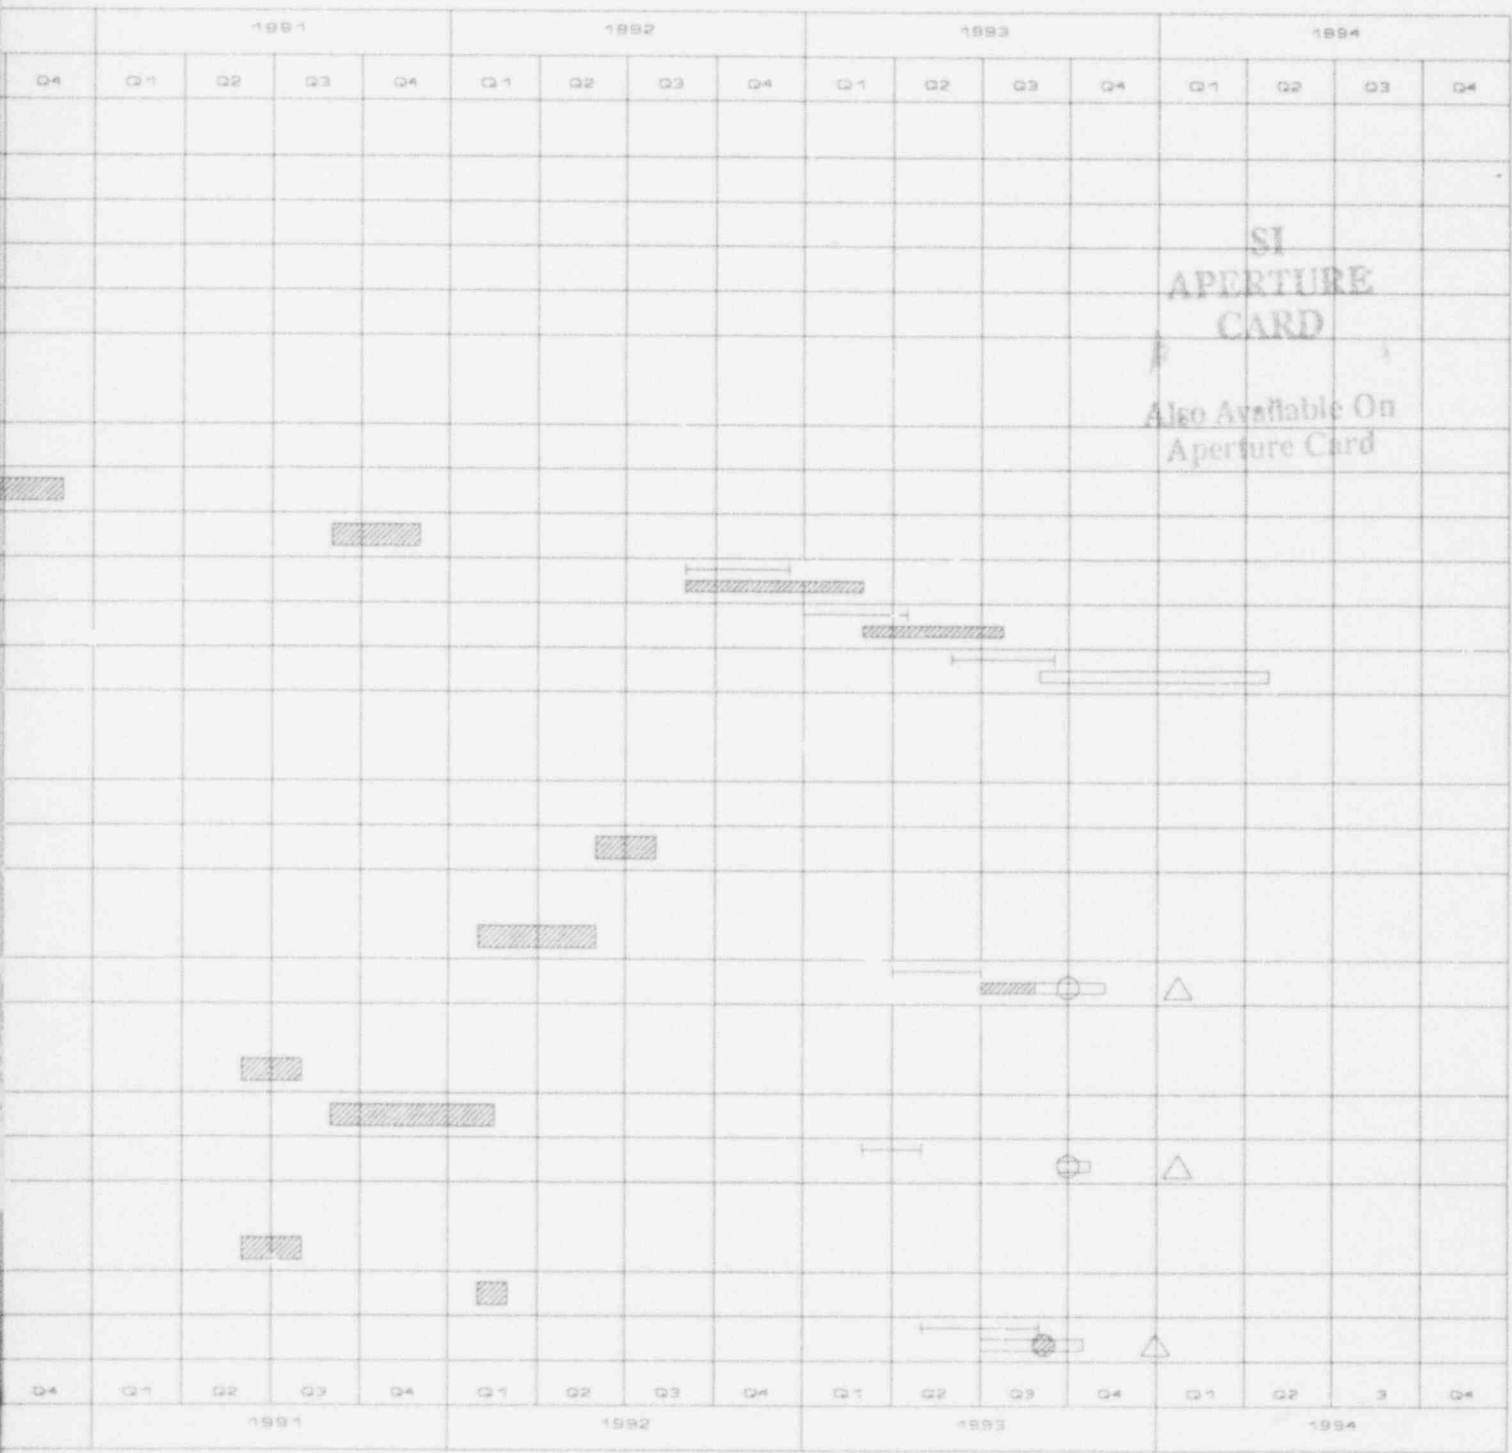 1991 1992 1993 1994
Q4 Q1 Q2 Q3 Q4 Q1 Q2 Q3 Q4 Q1 Q2 Q3 Q4 Q1 Q2 Q3 Q4
SI
APERTURE
CARD
Also Available On
Aperture Card
Q4 Q1 Q2 Q3 Q4 Q1 Q2 Q3 Q4 Q1 Q2 Q3 Q4 Q1 Q2 3 Q4
1991 1992 1993 1994